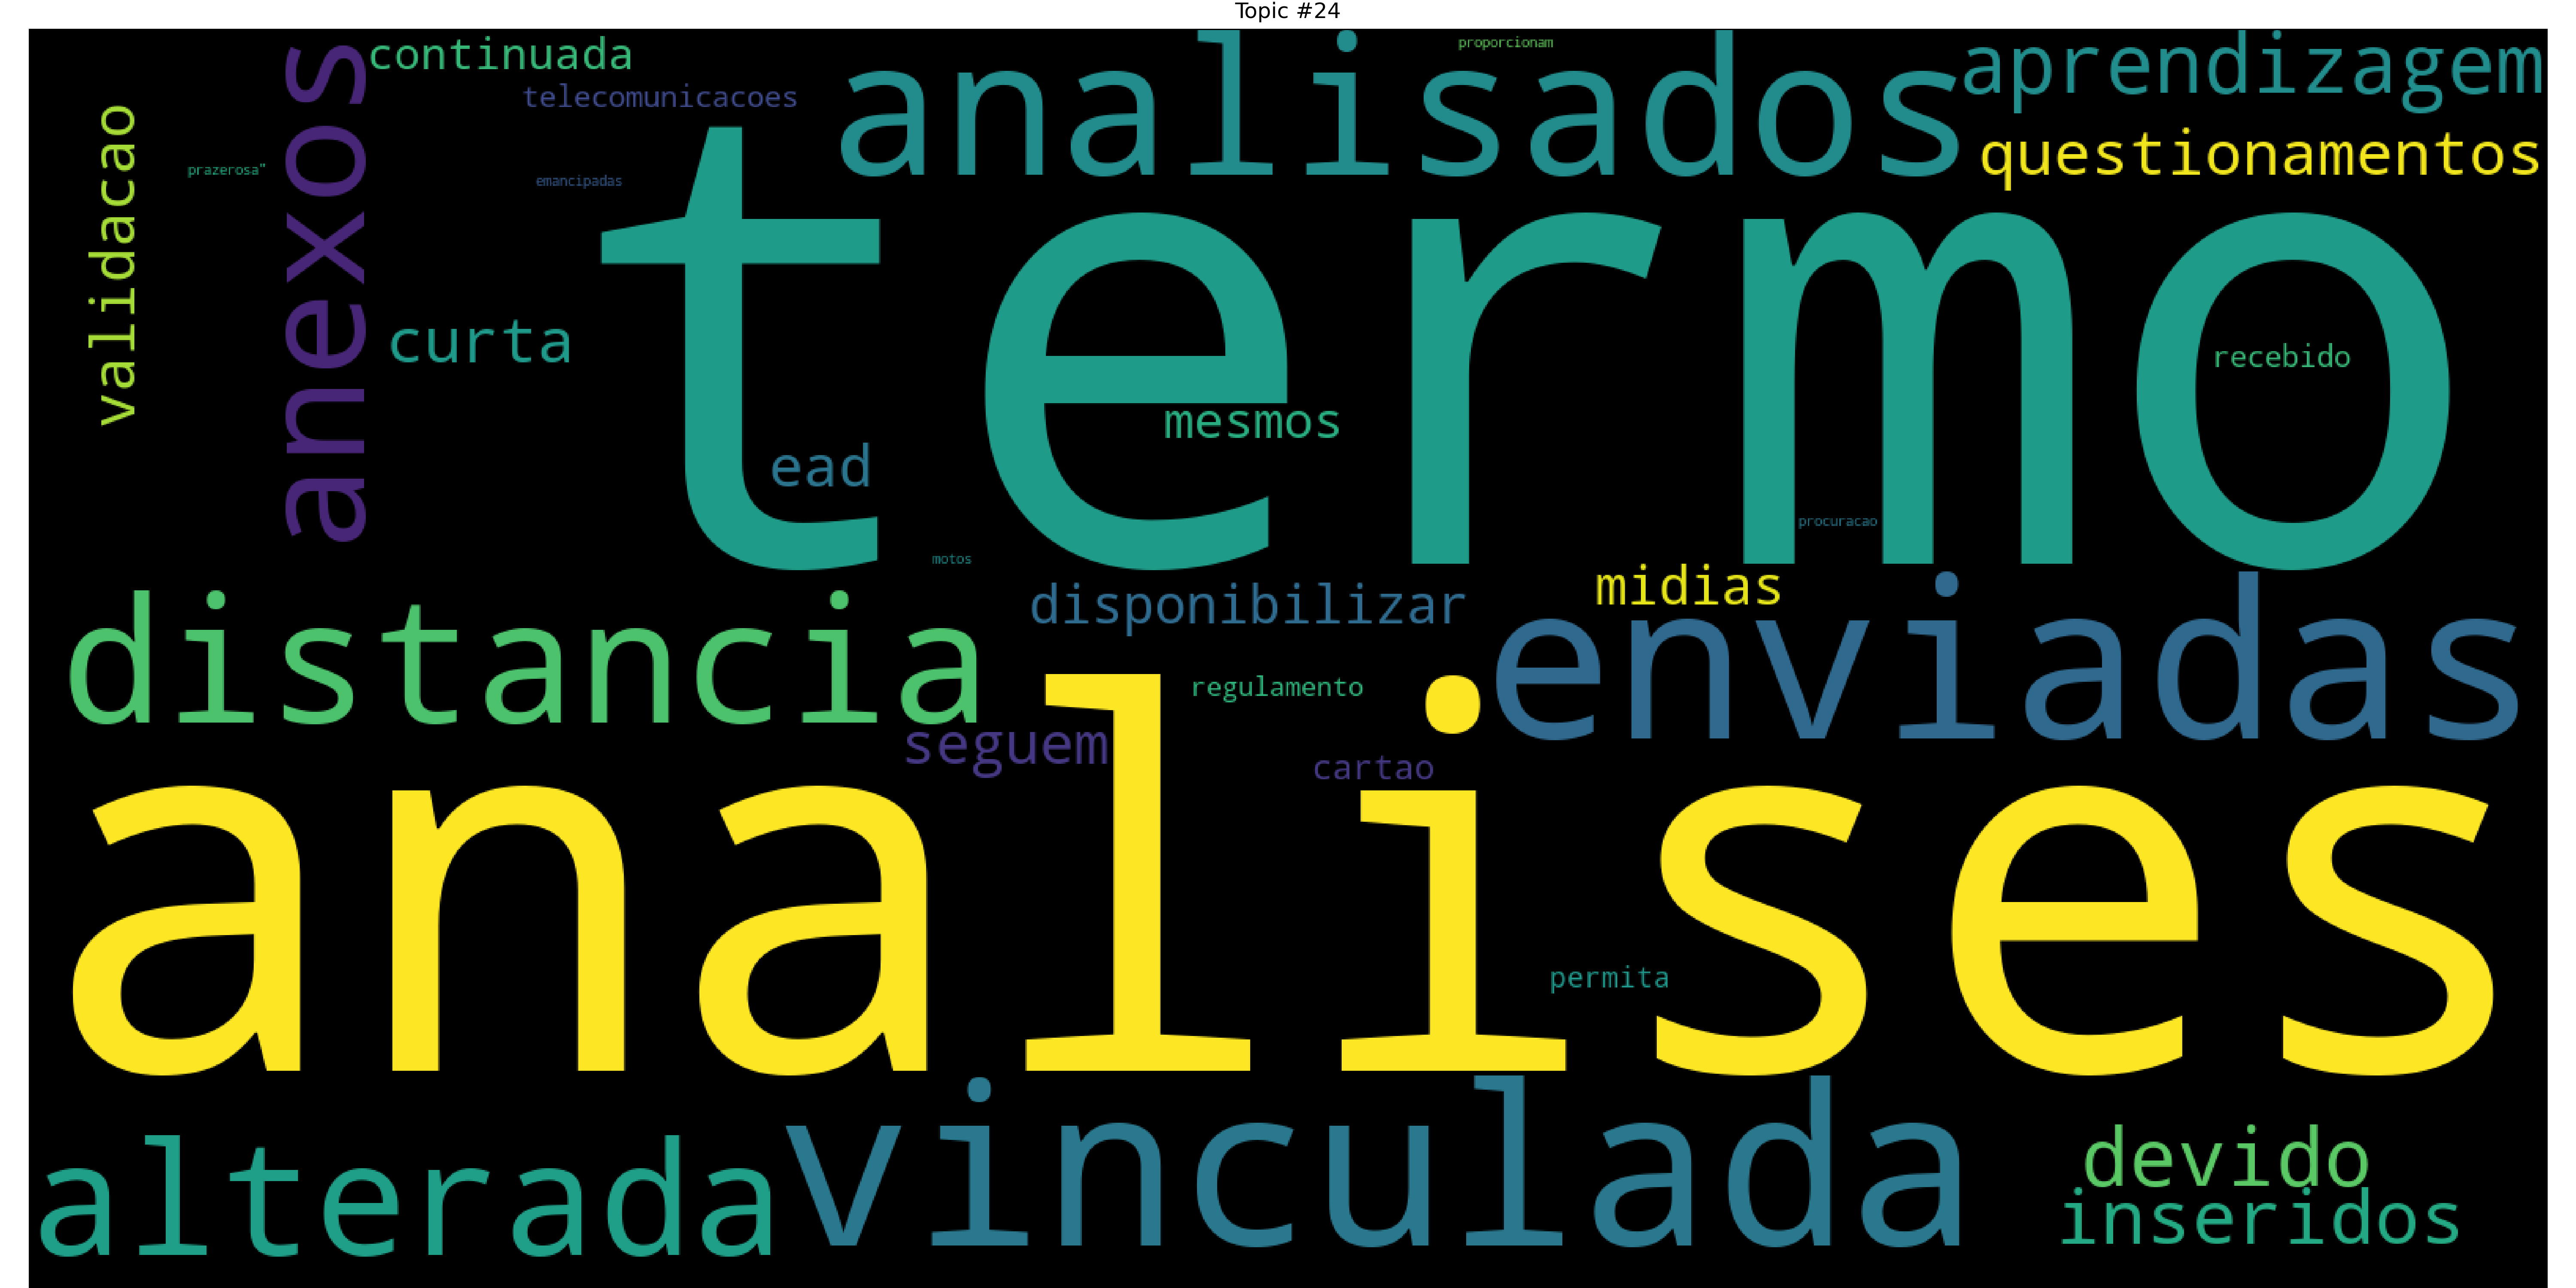 Topic #24
continuada
proporcionam
analisados
aprendizagem
telecomunicacoes
questionamentos
prazerosa"
emancipadas
validacao
anexos
termo
curta
recebido
mesmos
ead
procuracao
motos
disponibilizar
midias
distancia
enviadas
regulamento
seguem
cartao
analises
permita
alterada
vinculada
devido
inseridos